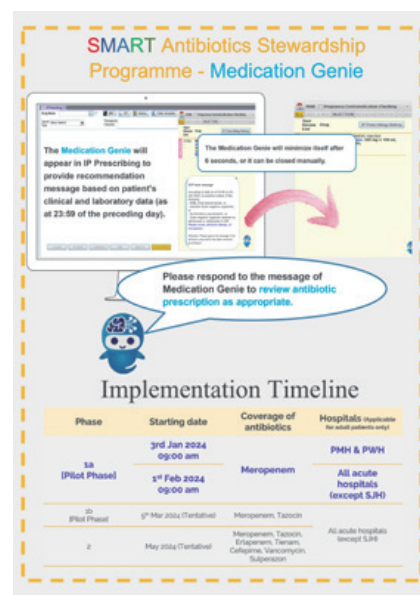 SMART Antibiotics Stewardship
Programme - Medication Genie
The Medication Genie will
appear in IP Prescribing to
provide recommendation
message based on patient's
clinical and laboratory data (as
at 23:59 of the preceding day).
The Medication Genie will minimize itself after
6 seconds, or it can be closed manually.
Please respond to the message of
Medication Genie to review antibiotic
prescription as appropriate.
Implementation Timeline
Phase
Starting date
Coverage of
antibiotics
Hospitals (Applicable
for adult patients only)
1a
(Pilot Phase)
3rd Jan 2024
09:00 am
Meropenem
PMH & PWH
1st Feb 2024
09:00 am
All acute
hospitals
(except SJH)
1b
(Pilot Phase)
5th Mar 2024 (Tentative)
Meropenem, Tazocin
All acute hospitals
(except SJH)
2
May 2024 (Tentative)
Meropenem, Tazocin,
Ertapenem, Tienam,
Cefepime, Vancomycin,
Sulperazon